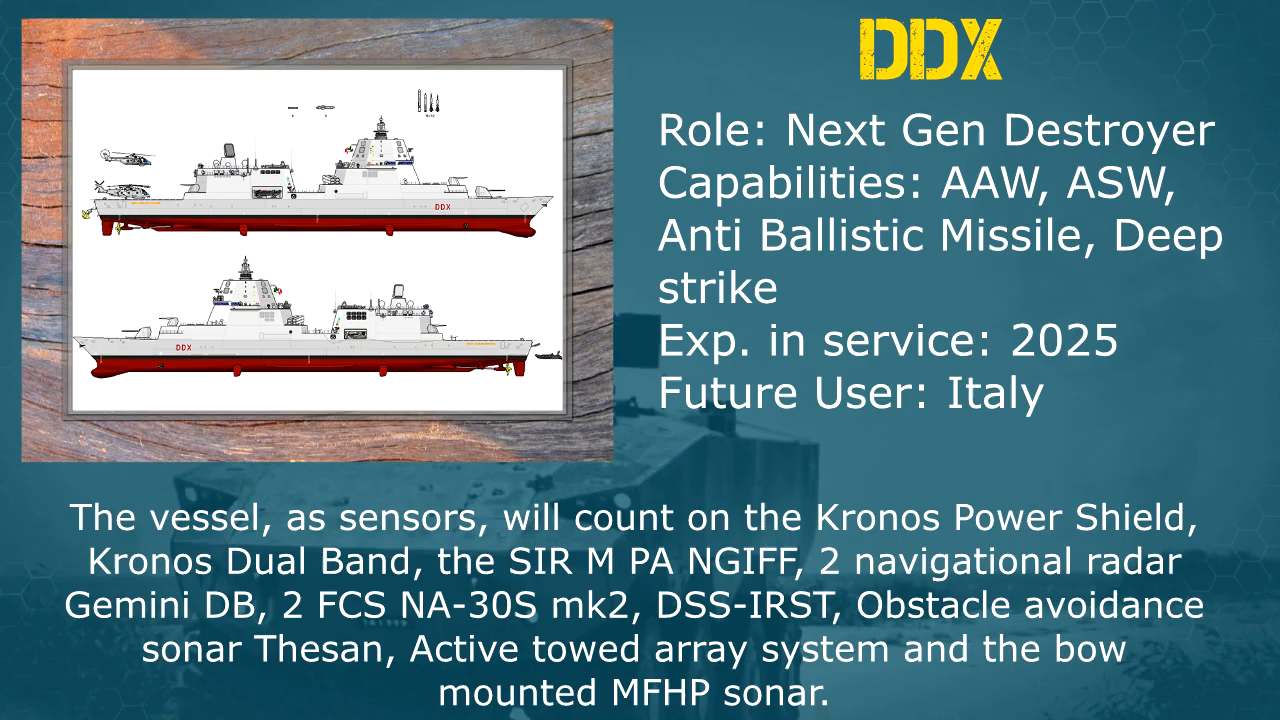 DDX
Role: Next Gen Destroyer
Capabilities: AAW, ASW,
Anti Ballistic Missile, Deep
strike
Exp. in service: 2025
Future User: Italy
DDX
DDX
The vessel, as sensors, will count on the Kronos Power Shield,
Kronos Dual Band, the SIR M PA NGIFF, 2 navigational radar
Gemini DB, 2 FCS NA-30S mk2, DSS-IRST, Obstacle avoidance
sonar Thesan, Active towed array system and the bow
mounted MFHP sonar.